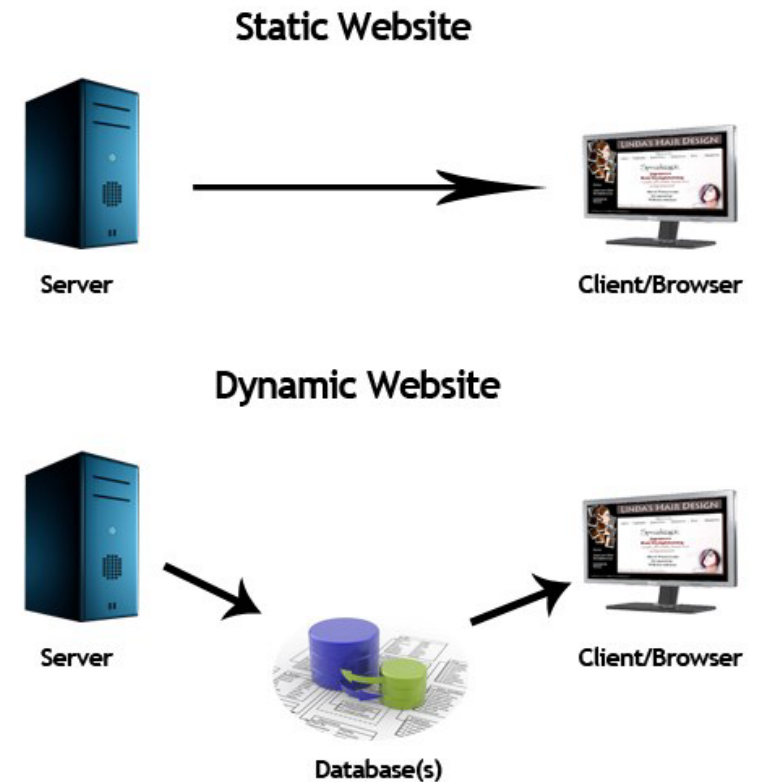 Static Website
LINDA'S HAIR DESIGN
Server
Client/Browser
Dynamic Website
LINDA'S HAIR DESIGN
Server
Client/Browser
Database(s)